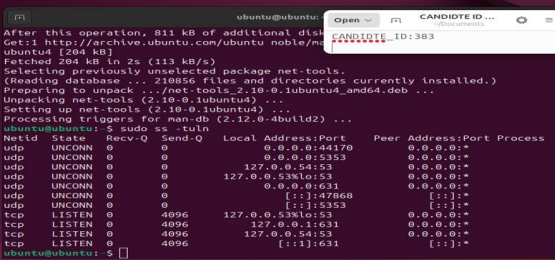 ubuntu@ubuntu:
Open
CANDIDTE ID ...
~/Documents
CANDIDTE_ID:383
After this operation, 811 kB of additional disk
Get:1 http://archive.ubuntu.com/ubuntu noble/ma
ubuntu4 [204 kB]
Fetched 204 kB in 2s (113 kB/s)
Selecting previously unselected package net-tools.
(Reading database ... 210856 files and directories currently installed.)
Preparing to unpack .../net-tools_2.10-0.1ubuntu4_amd64.deb ...
Unpacking net-tools (2.10-0.1ubuntu4) ...
Setting up net-tools (2.10-0.1ubuntu4) ...
Processing triggers for man-db (2.12.0-4build2) ...
ubuntu@ubuntu:~$ sudo ss -tuln
Netid State Recv-Q Send-Q Local Address:Port Peer Address:Port Process
udp UNCONN 0 0 0.0.0.0:44170 0.0.0.0:*
udp UNCONN 0 0 0.0.0.0:5353 0.0.0.0:*
udp UNCONN 0 0 127.0.0.54:53 0.0.0.0:*
udp UNCONN 0 0 127.0.0.53%lo:53 0.0.0.0:*
udp UNCONN 0 0 0.0.0.0:631 0.0.0.0:*
udp UNCONN 0 0 [::]:47868 [::]:*
udp UNCONN 0 0 [::]:5353 [::]:*
tcp LISTEN 0 4096 127.0.0.53%lo:53 0.0.0.0:*
tcp LISTEN 0 4096 127.0.0.1:631 0.0.0.0:*
tcp LISTEN 0 4096 127.0.0.54:53 0.0.0.0:*
tcp LISTEN 0 4096 [::1]:631 [::]:*
ubuntu@ubuntu:~$